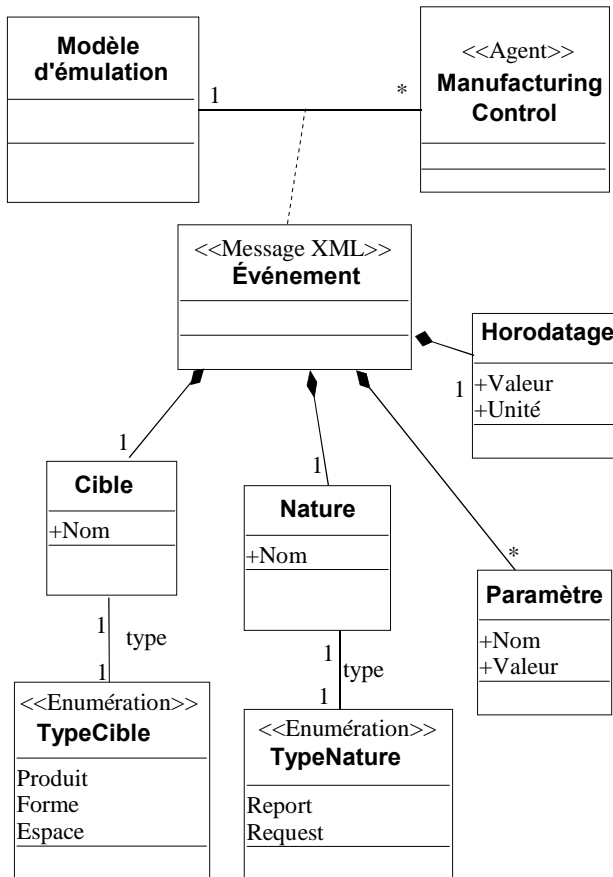 Modèle
d'émulation
<<Agent>>
Manufacturing
Control
1
*
<<Message XML>>
Événement
Horodatage
+Valeur
+Unité
1
1
1
*
Cible
+Nom
Nature
+Nom
Paramètre
+Nom
+Valeur
1
type
1
1
type
1
<<Enumération>>
TypeCible
Produit
Forme
Espace
<<Enumération>>
TypeNature
Report
Request